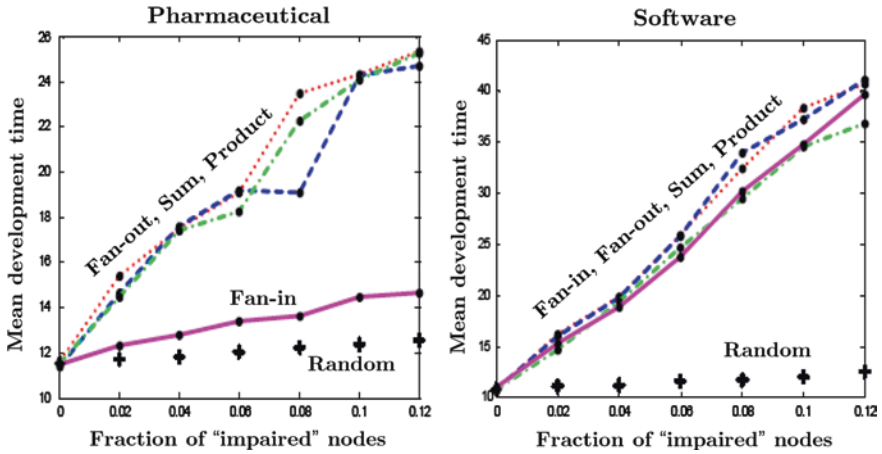 Pharmaceutical
26
24
22
20
18
16
14
12
10
0
0.02
0.04
0.06
0.08
0.1
0.12
Mean development time
Fraction of “impaired” nodes
Fan-out, Sum, Product
Fan-in
Random
Software
45
40
35
30
25
20
15
10
0
0.02
0.04
0.06
0.08
0.1
0.12
Mean development time
Fraction of “impaired” nodes
Fan-in, Fan-out, Sum, Product
Random